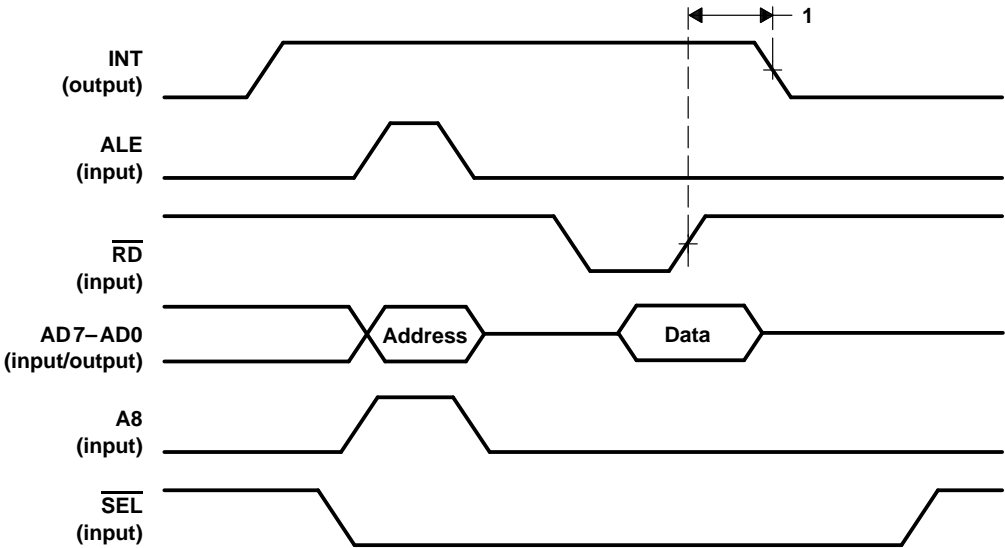 1
INT
(output)
ALE
(input)
RD
(input)
AD7–AD0
(input/output)
Address
Data
A8
(input)
SEL
(input)